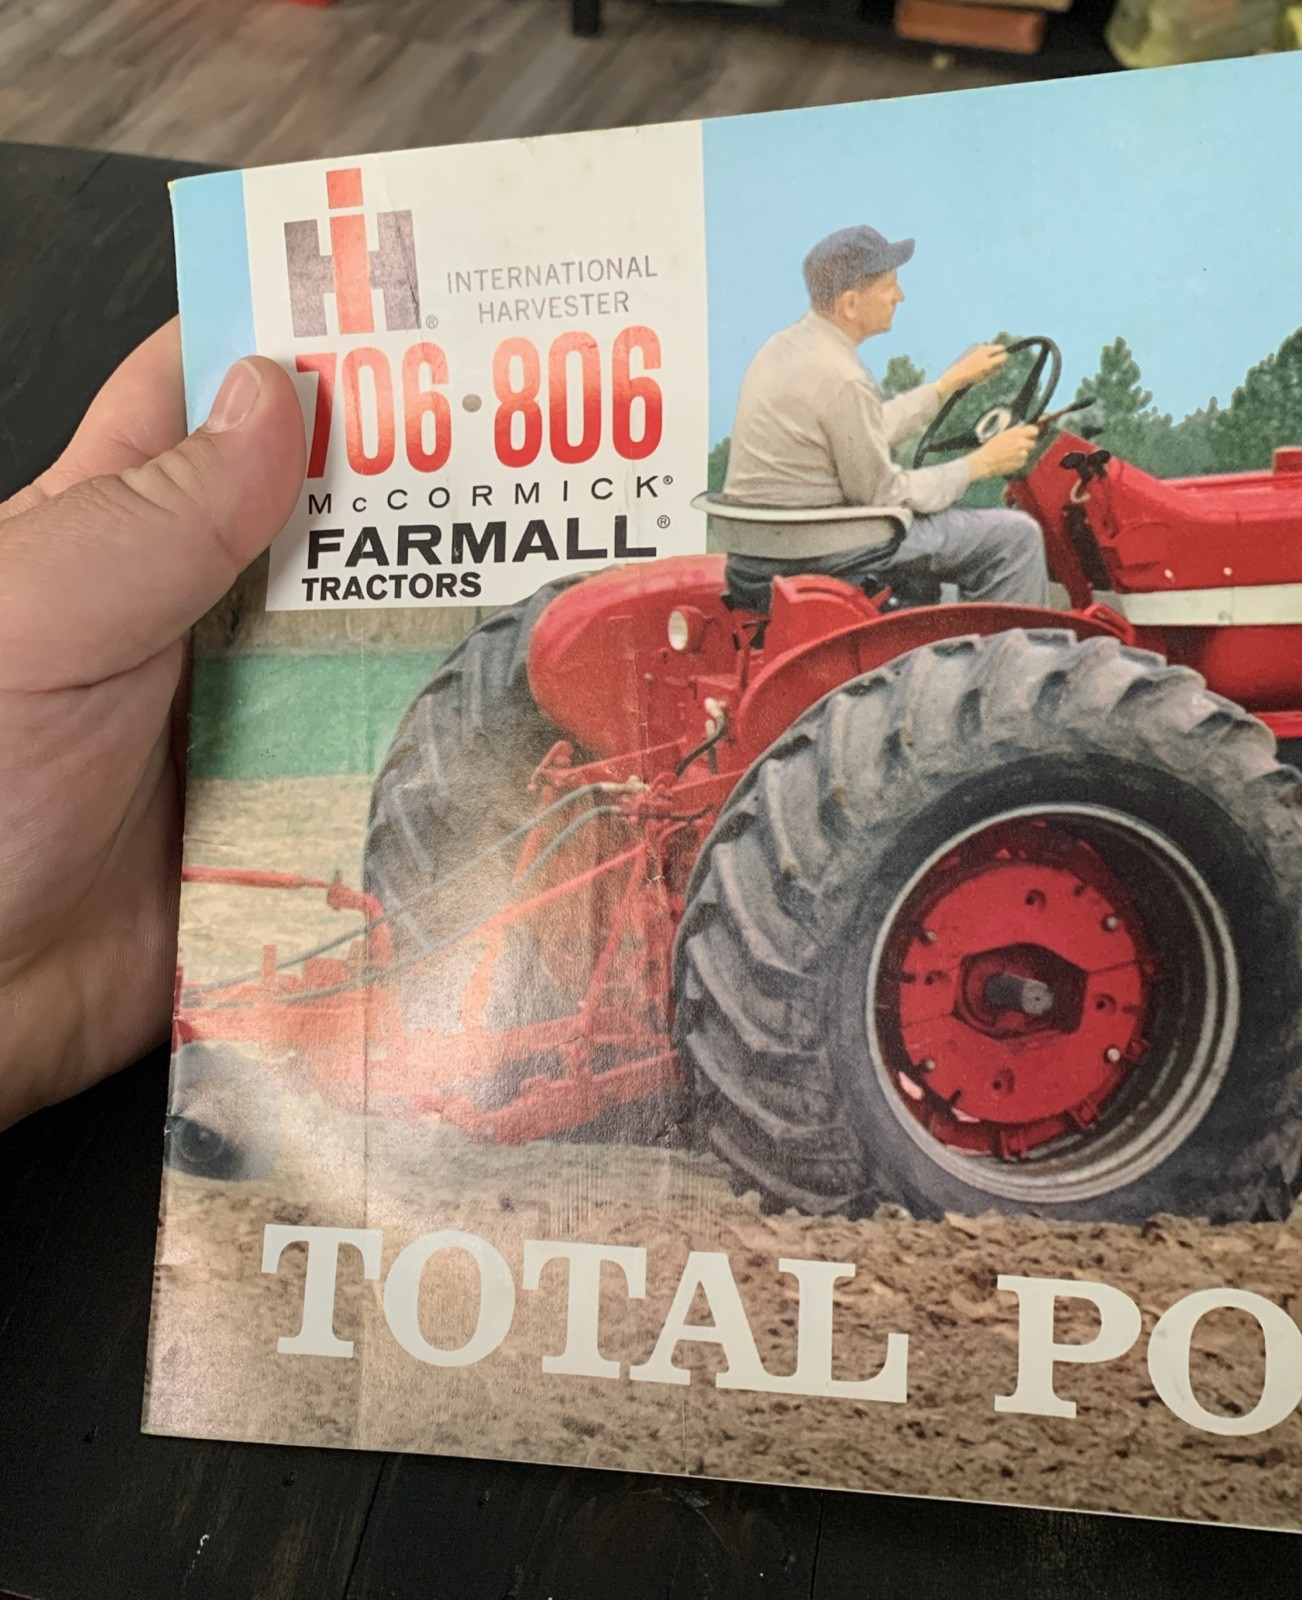 IH®
INTERNATIONAL
HARVESTER
706•806
McCORMICK®
FARMALL®
TRACTORS
TOTAL PO